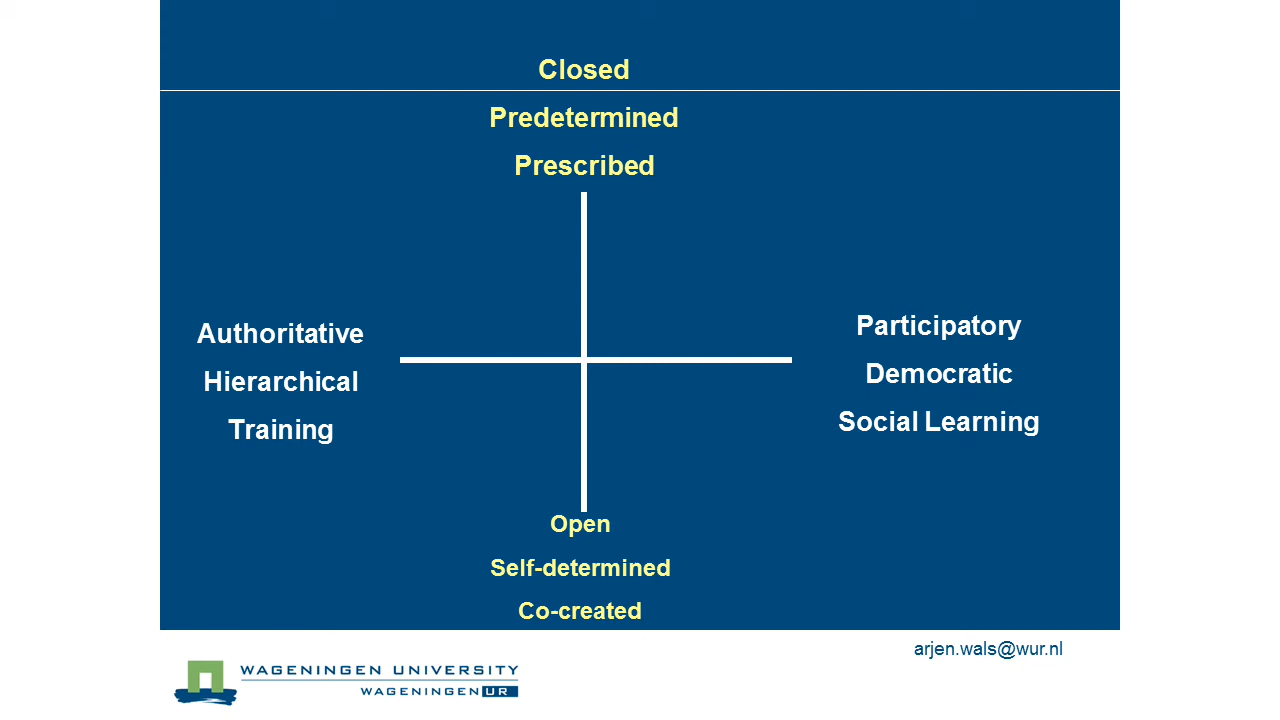 Closed
Predetermined
Prescribed
Authoritative
Hierarchical
Training
Participatory
Democratic
Social Learning
Open
Self-determined
Co-created
arjen.wals@wur.nl
WAGENINGEN UNIVERSITY
WAGENINGEN UR